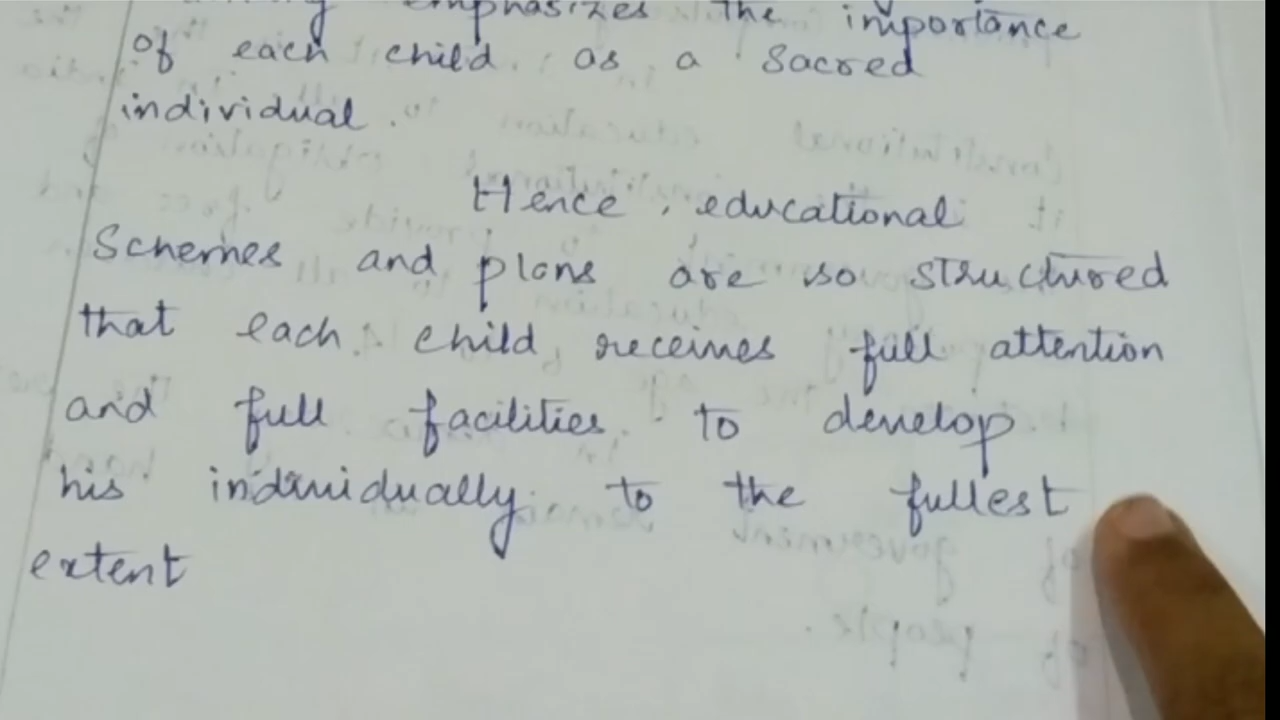 emphasizes the importance
of each child as a Sacred
individual.
Hence, educational
Schemes and plans are so structured
that each child receives full attention
and full facilities to develop
his individually to the fullest
extent